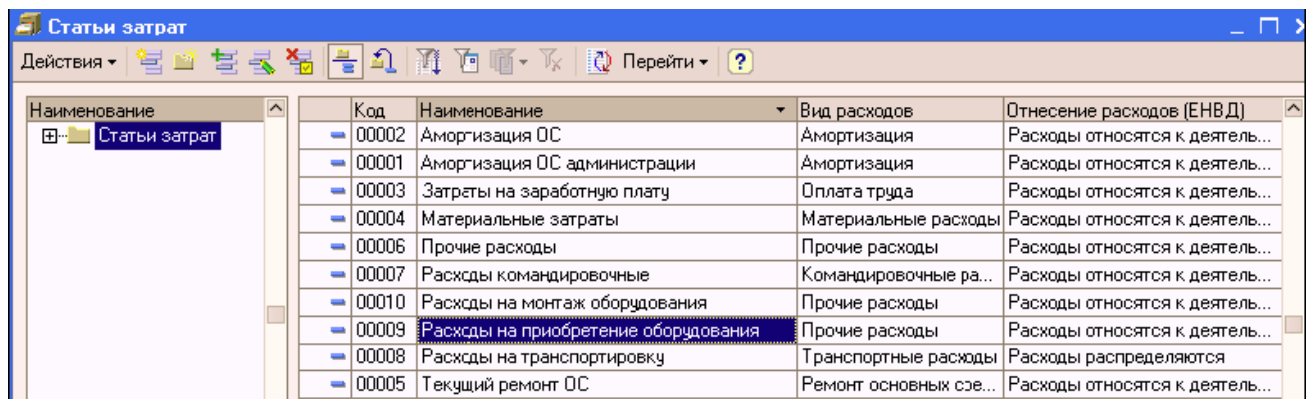 Статьи затрат
Действия Перейти ?
Наименование
Статьи затрат
Код Наименование Вид расходов Отнесение расходов (ЕНВД)
00002 Амортизация ОС Амортизация Расходы относятся к деятель...
00001 Амортизация ОС администрации Амортизация Расходы относятся к деятель...
00003 Затраты на заработную плату Оплата труда Расходы относятся к деятель...
00004 Материальные затраты Материальные расходы Расходы относятся к деятель...
00006 Прочие расходы Прочие расходы Расходы относятся к деятель...
00007 Расходы командировочные Командировочные ра... Расходы относятся к деятель...
00010 Расходы на монтаж оборудования Прочие расходы Расходы относятся к деятель...
00009 Расходы на приобретение оборудования Прочие расходы Расходы относятся к деятель...
00008 Расходы на транспортировку Транспортные расходы Расходы распределяются
00005 Текущий ремонт ОС Ремонт основных сре... Расходы относятся к деятель...